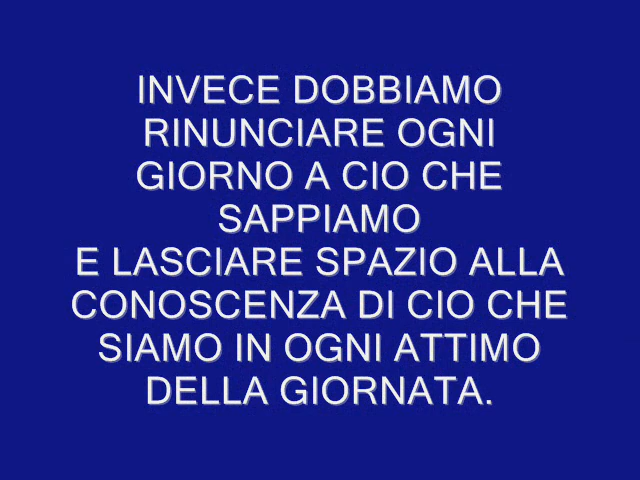 INVECE DOBBIAMO
RINUNCIARE OGNI
GIORNO A CIO CHE
SAPPIAMO
E LASCIARE SPAZIO ALLA
CONOSCENZA DI CIO CHE
SIAMO IN OGNI ATTIMO
DELLA GIORNATA.